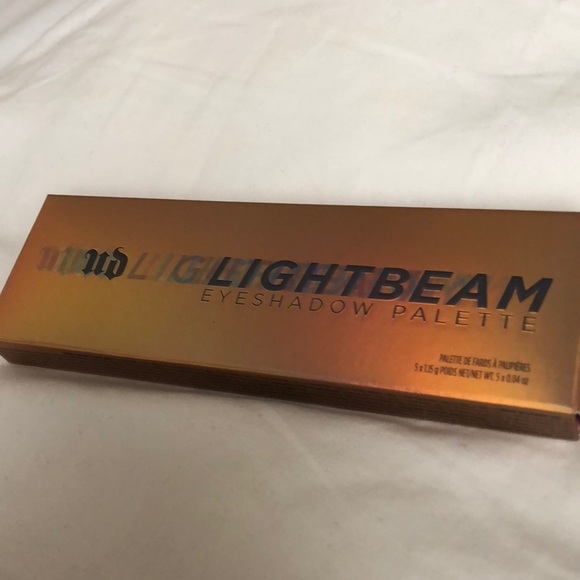 UD LIGHTBEAM
EYESHADOW PALETTE
PALETTE DE FARDS À PAUPIÈRES
5 x 1.15 g POIDS NET/NET WT. 5 x 0.04 oz